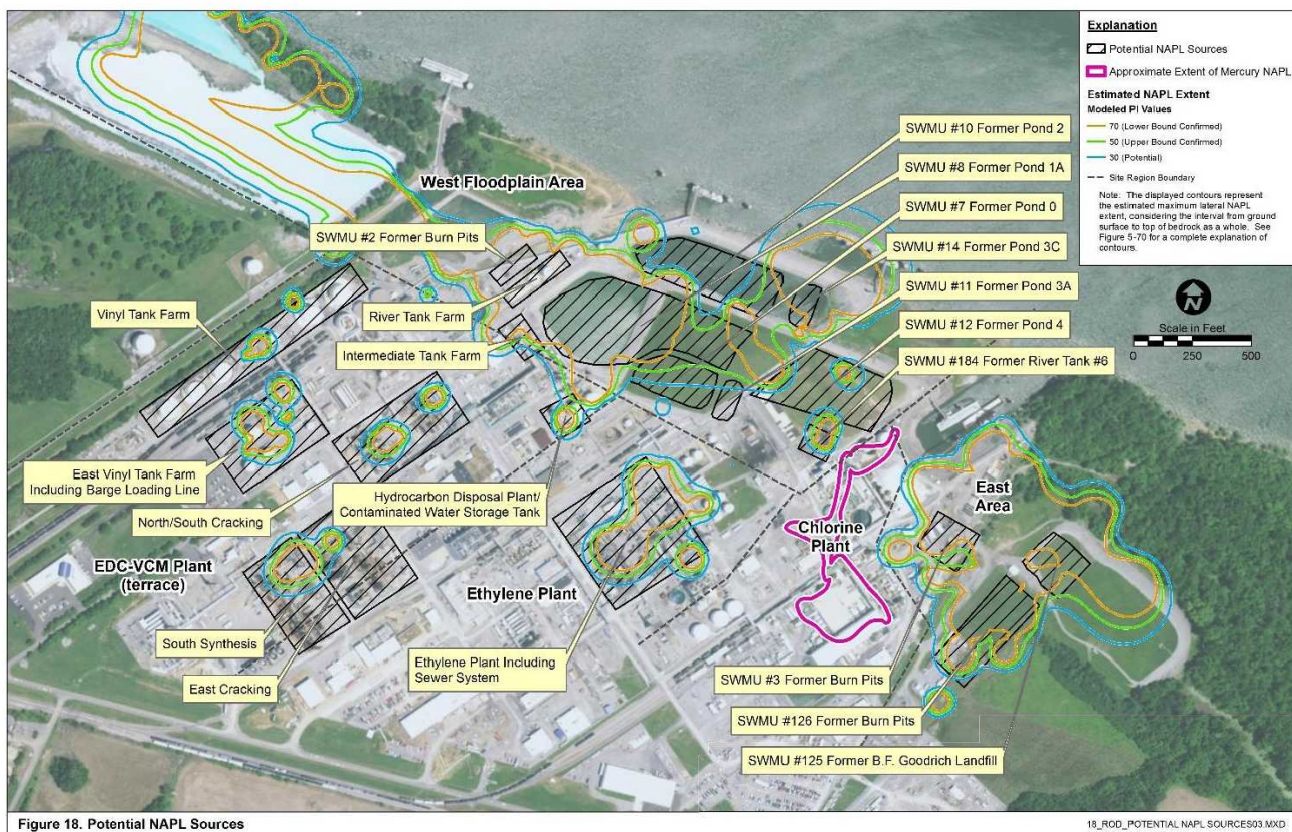 Explanation
Potential NAPL Sources
Approximate Extent of Mercury NAPL
Estimated NAPL Extent
Modeled PI Values
70 (Lower Bound Confirmed)
50 (Upper Bound Confirmed)
30 (Potential)
Site Region Boundary
Note: The displayed contours represent
the estimated maximum lateral NAPL
extent, considering the interval from ground
surface to top of bedrock as a whole. See
Figure 5-70 for a complete explanation of
contours.
N
Scale in Feet
0 250 500
SWMU #10 Former Pond 2
SWMU #8 Former Pond 1A
SWMU #7 Former Pond 0
SWMU #14 Former Pond 3C
SWMU #11 Former Pond 3A
SWMU #12 Former Pond 4
SWMU #184 Former River Tank #6
West Floodplain Area
SWMU #2 Former Burn Pits
River Tank Farm
Intermediate Tank Farm
Vinyl Tank Farm
East Vinyl Tank Farm
Including Barge Loading Line
North/South Cracking
Hydrocarbon Disposal Plant/
Contaminated Water Storage Tank
EDC-VCM Plant
(terrace)
Ethylene Plant
Chlorine
Plant
East
Area
South Synthesis
East Cracking
Ethylene Plant Including
Sewer System
SWMU #3 Former Burn Pits
SWMU #126 Former Burn Pits
SWMU #125 Former B.F. Goodrich Landfill
Figure 18. Potential NAPL Sources
18_ROD_POTENTIAL NAPL SOURCES03.MXD